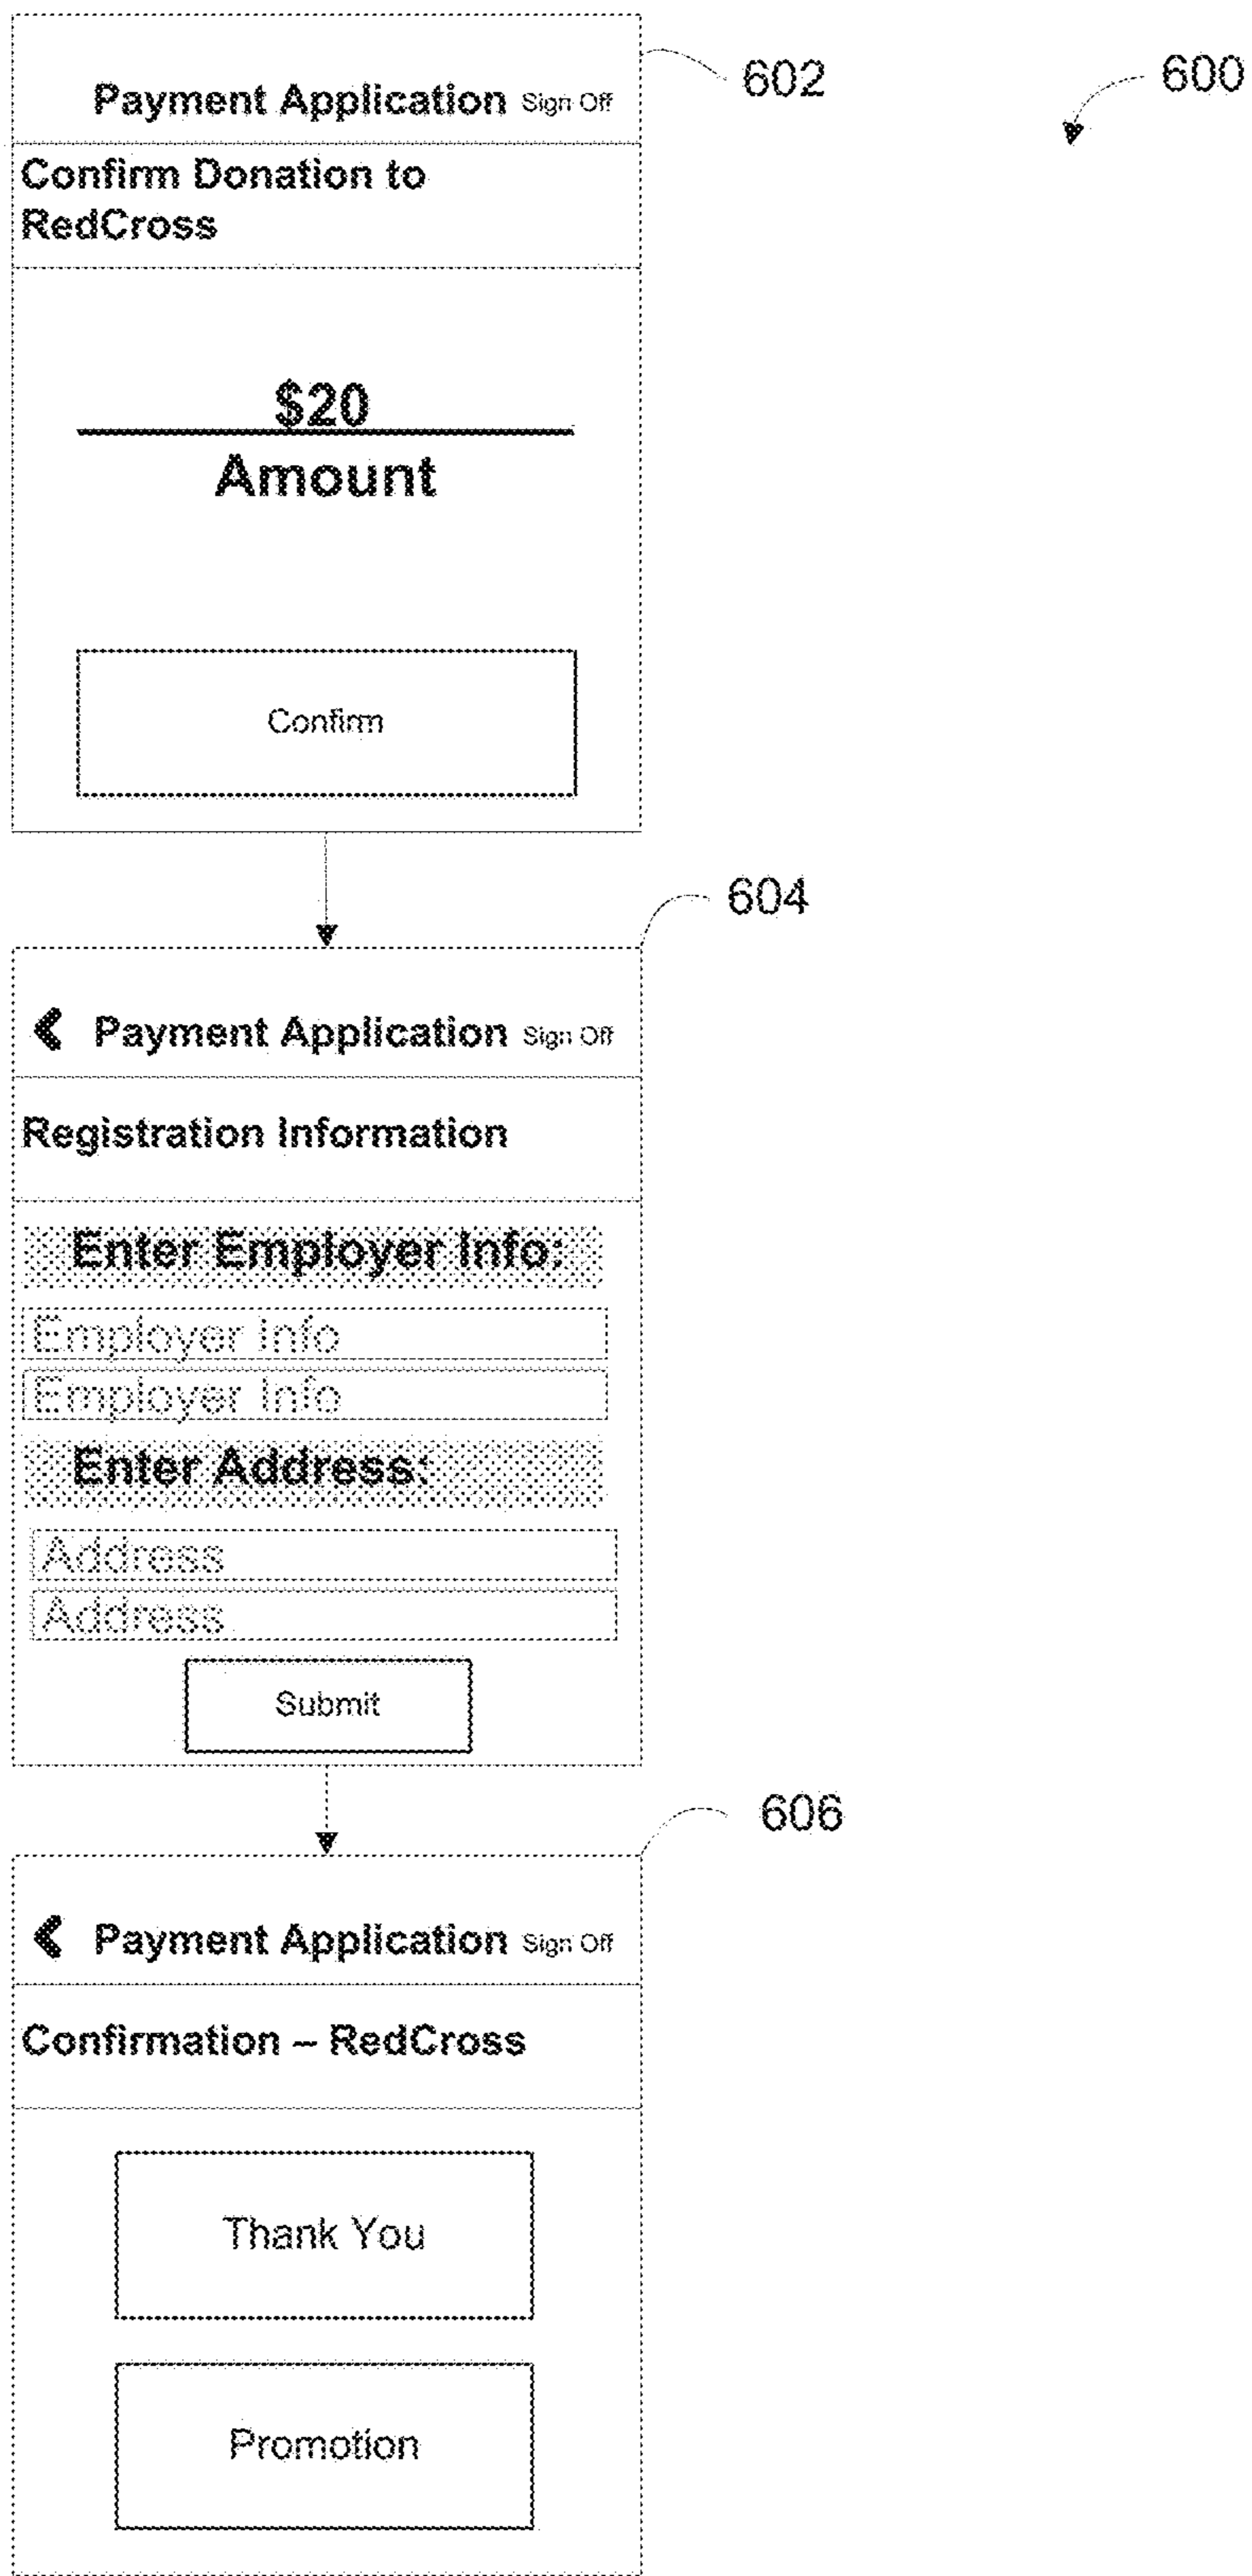 602
600
Payment Application Sign Off
Confirm Donation to
RedCross
$20
Amount
Confirm
604
Payment Application Sign Off
Registration Information
Enter Employer Info:
Employer Info
Employer Info
Enter Address:
Address
Address
Submit
606
Payment Application Sign Off
Confirmation – RedCross
Thank You
Promotion